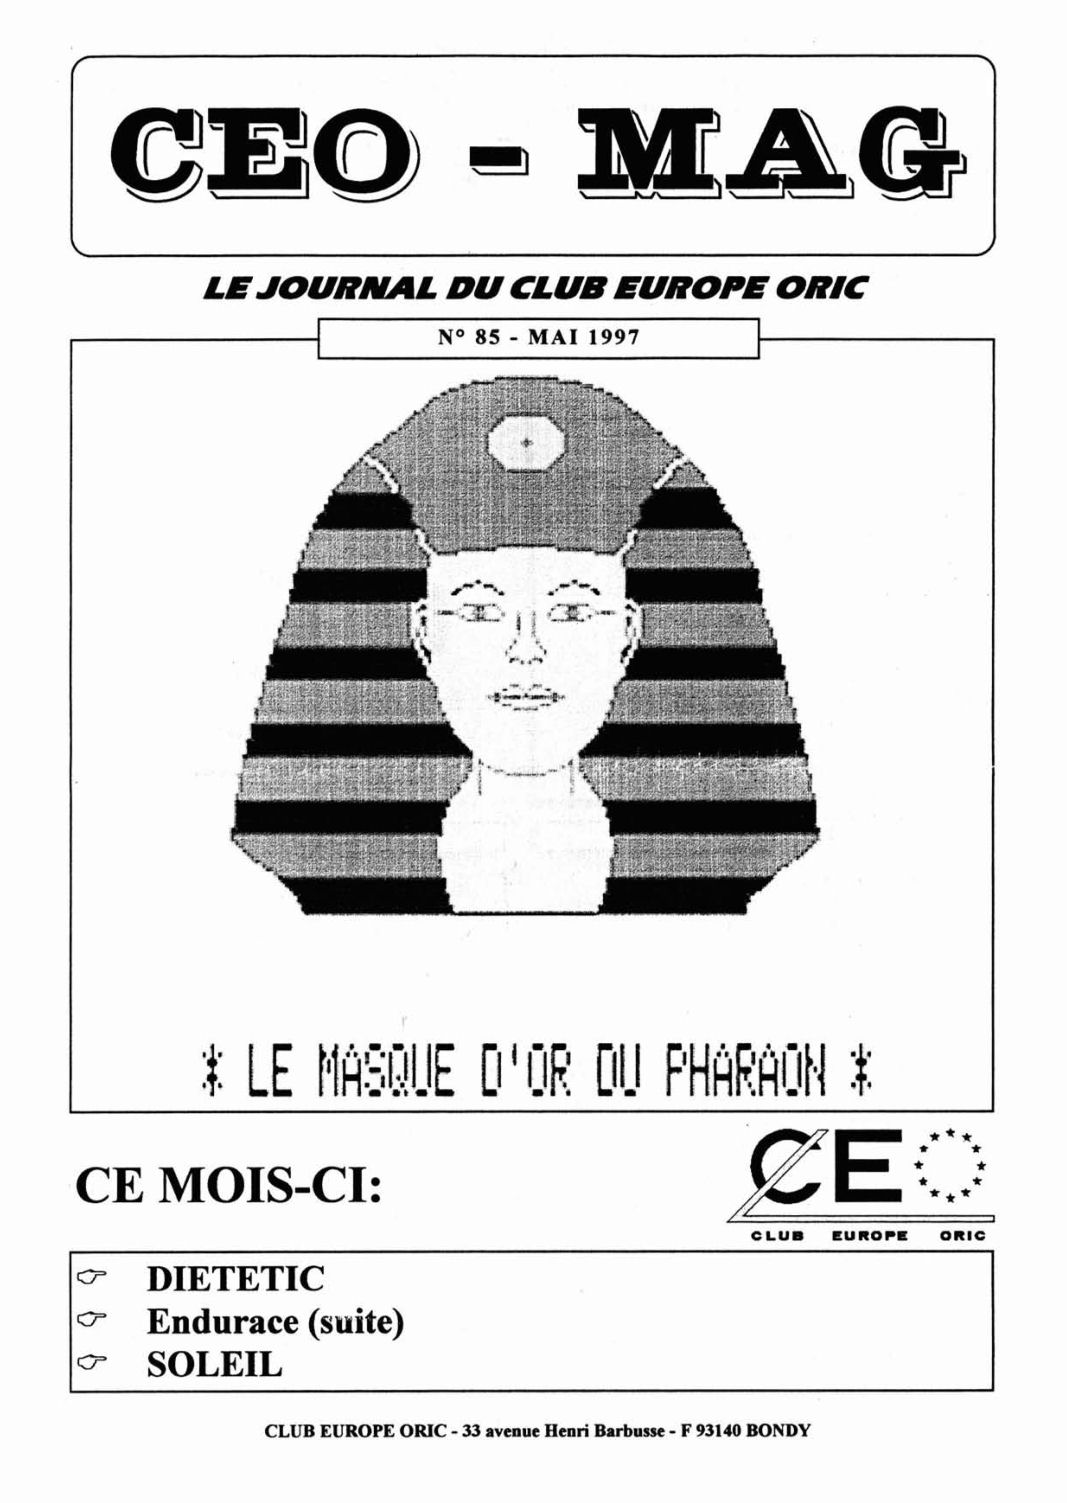 CEO - MAG
LE JOURNAL DU CLUB EUROPE ORIC
N° 85 - MAI 1997
* LE MASQUE D'OR DU PHARAON *
CE MOIS-CI:
CEO
CLUB EUROPE ORIC
DIETETIC
Endurace (suite)
SOLEIL
CLUB EUROPE ORIC - 33 avenue Henri Barbusse - F 93140 BONDY